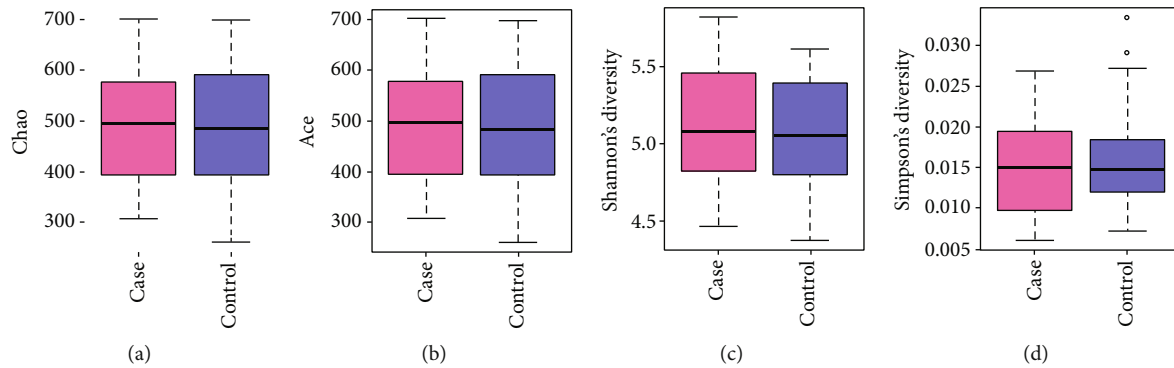 Chao
700
600
500
400
300
Case
Control
(a)
Ace
700
600
500
400
300
Case
Control
(b)
Shannon's diversity
5.5
5.0
4.5
Case
Control
(c)
Simpson's diversity
0.030
0.020
0.015
0.010
0.005
Case
Control
(d)